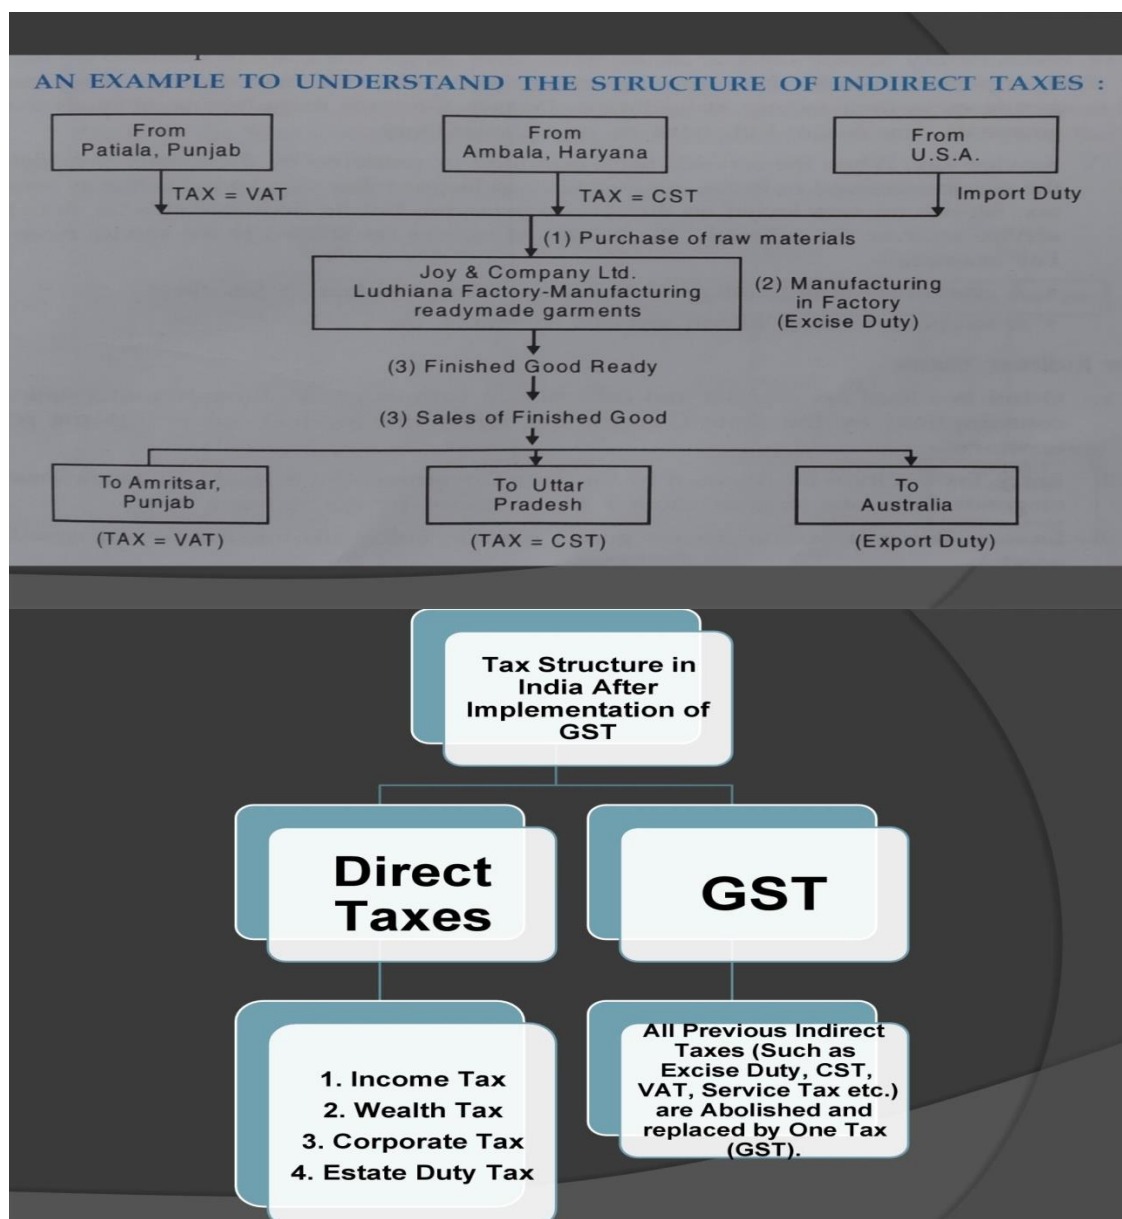 AN EXAMPLE TO UNDERSTAND THE STRUCTURE OF INDIRECT TAXES :
From
Patiala, Punjab
From
Ambala, Haryana
From
U.S.A.
TAX = VAT
TAX = CST
Import Duty
(1) Purchase of raw materials
Joy & Company Ltd.
Ludhiana Factory-Manufacturing
readymade garments
(2) Manufacturing
in Factory
(Excise Duty)
(3) Finished Good Ready
(3) Sales of Finished Good
To Amritsar,
Punjab
To Uttar
Pradesh
To
Australia
(TAX = VAT)
(TAX = CST)
(Export Duty)
Tax Structure in
India After
Implementation of
GST
Direct
Taxes
GST
1. Income Tax
2. Wealth Tax
3. Corporate Tax
4. Estate Duty Tax
All Previous Indirect
Taxes (Such as
Excise Duty, CST,
VAT, Service Tax etc.)
are Abolished and
replaced by One Tax
(GST).